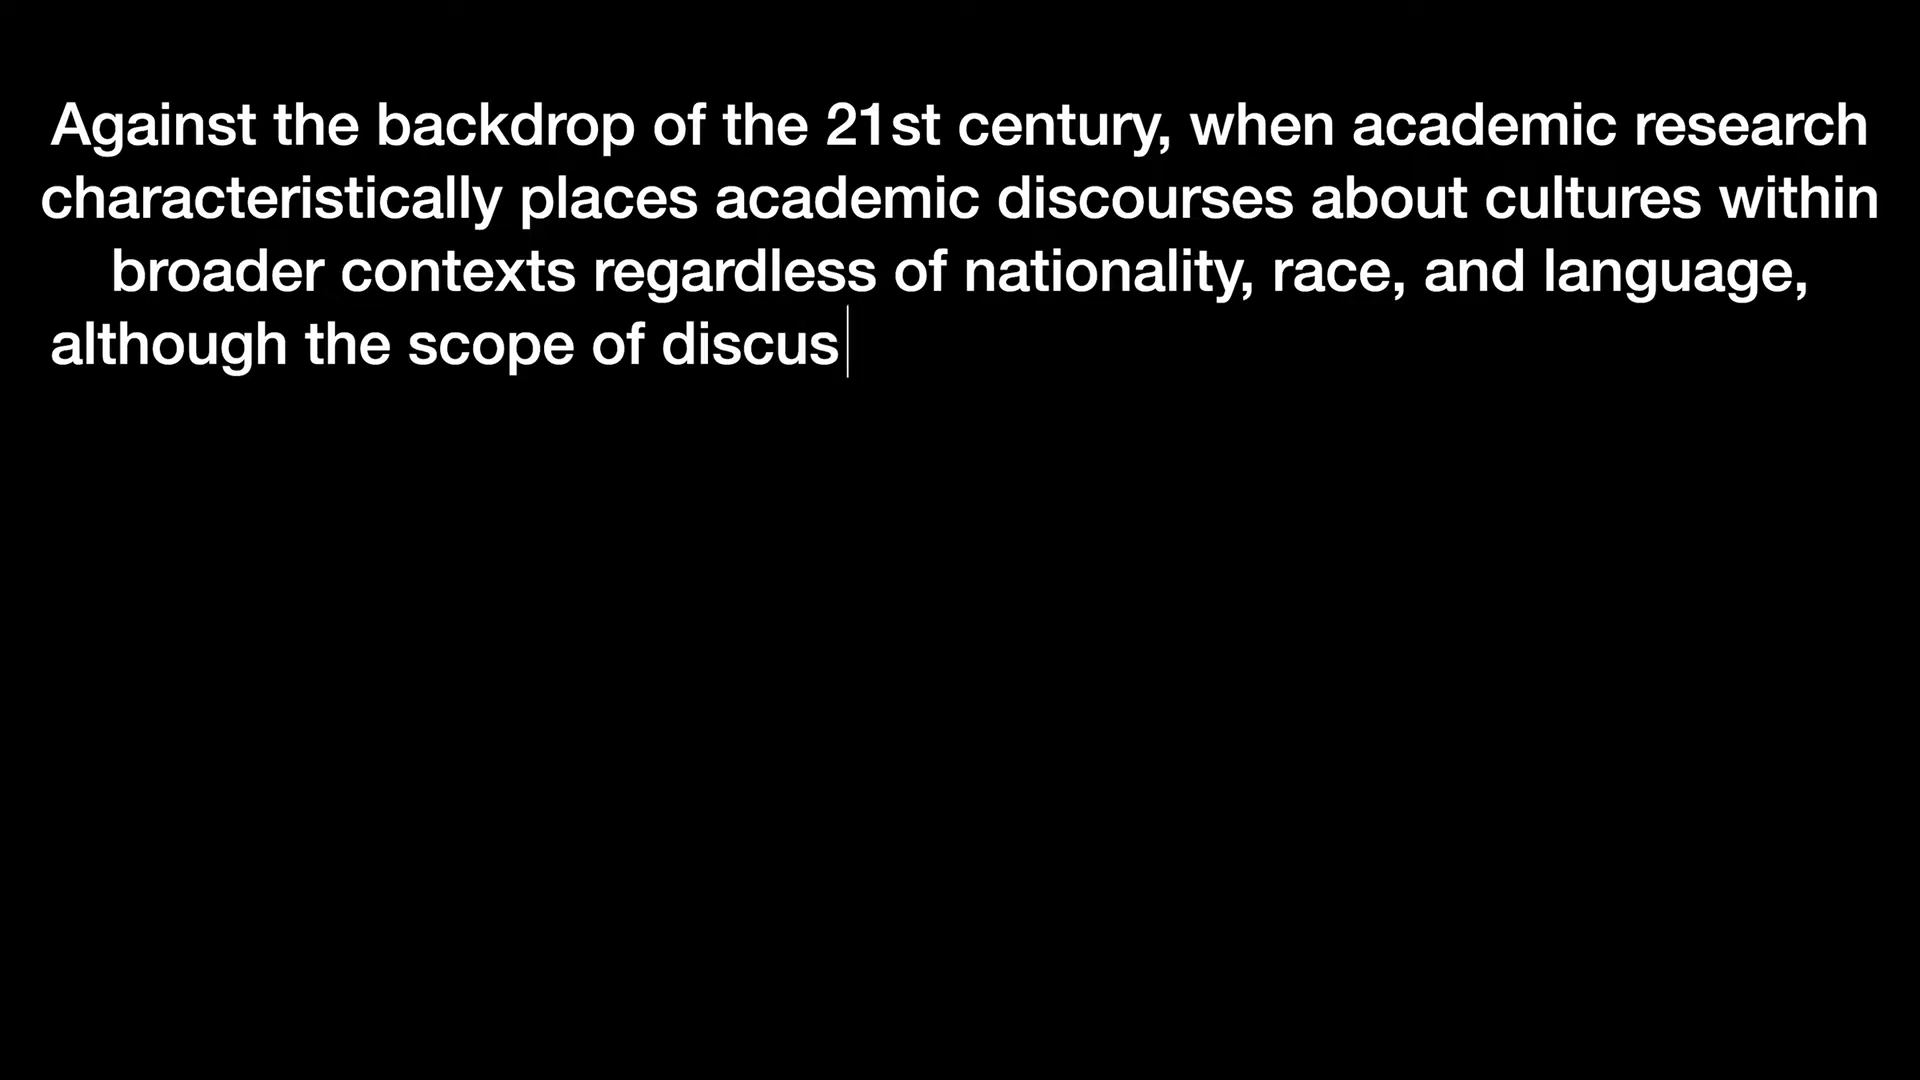 Against the backdrop of the 21st century, when academic research
characteristically places academic discourses about cultures within
broader contexts regardless of nationality, race, and language,
although the scope of discus